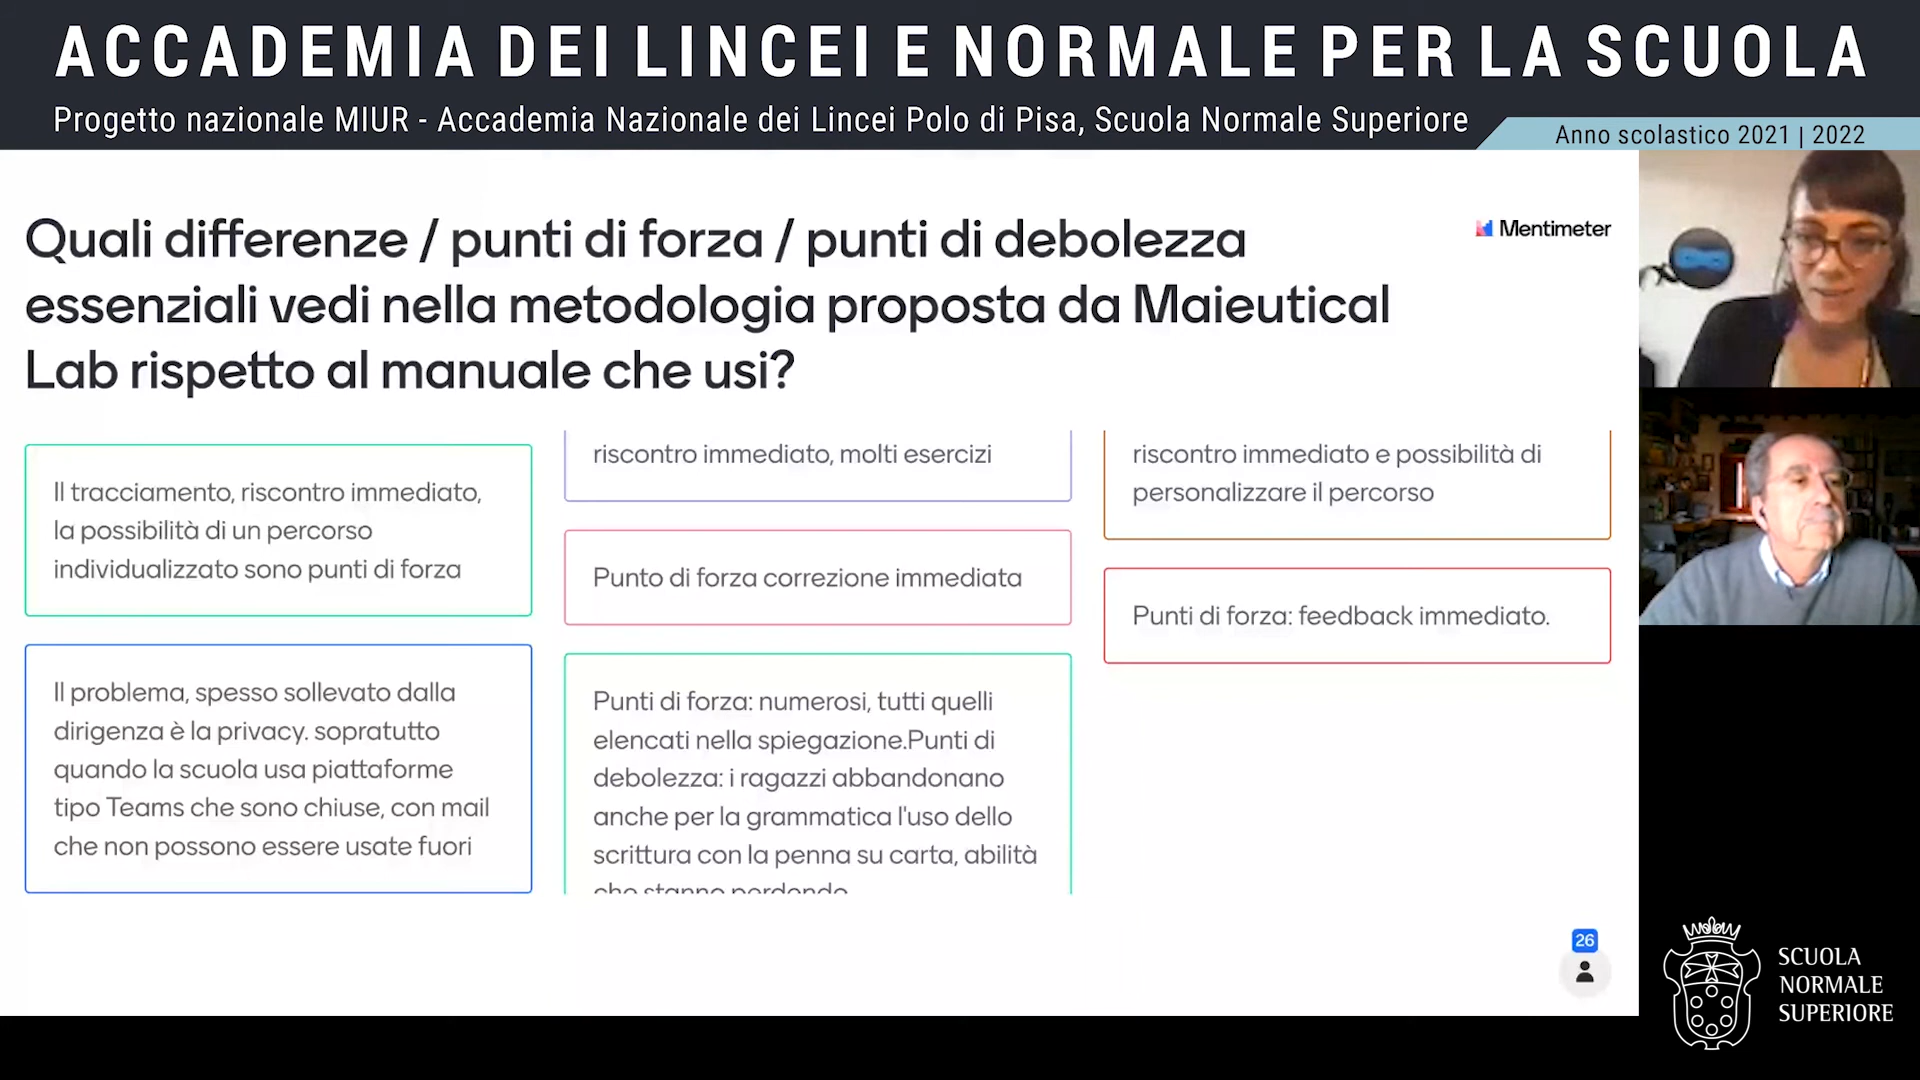 ACCADEMIA DEI LINCEI E NORMALE PER LA SCUOLA
Progetto nazionale MIUR - Accademia Nazionale dei Lincei Polo di Pisa, Scuola Normale Superiore
Anno scolastico 2021 | 2022
Quali differenze / punti di forza / punti di debolezza
essenziali vedi nella metodologia proposta da Maieutical
Lab rispetto al manuale che usi?
Mentimeter
Il tracciamento, riscontro immediato,
la possibilità di un percorso
individualizzato sono punti di forza
Il problema, spesso sollevato dalla
dirigenza è la privacy. sopratutto
quando la scuola usa piattaforme
tipo Teams che sono chiuse, con mail
che non possono essere usate fuori
riscontro immediato, molti esercizi
Punto di forza correzione immediata
Punti di forza: numerosi, tutti quelli
elencati nella spiegazione.Punti di
debolezza: i ragazzi abbandonano
anche per la grammatica l'uso dello
scrittura con la penna su carta, abilità
che stanno perdendo
riscontro immediato e possibilità di
personalizzare il percorso
Punti di forza: feedback immediato.
26
SCUOLA
NORMALE
SUPERIORE